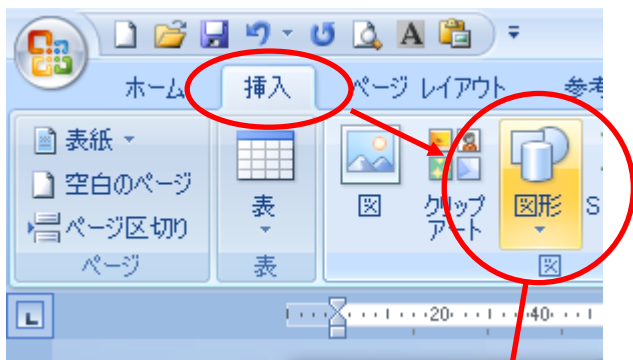 ホーム 挿入 ページ レイアウト 参考
表紙
空白のページ
ページ区切り
ページ
表
表
図
クリップ
アート
図形
S
図
L
20 40